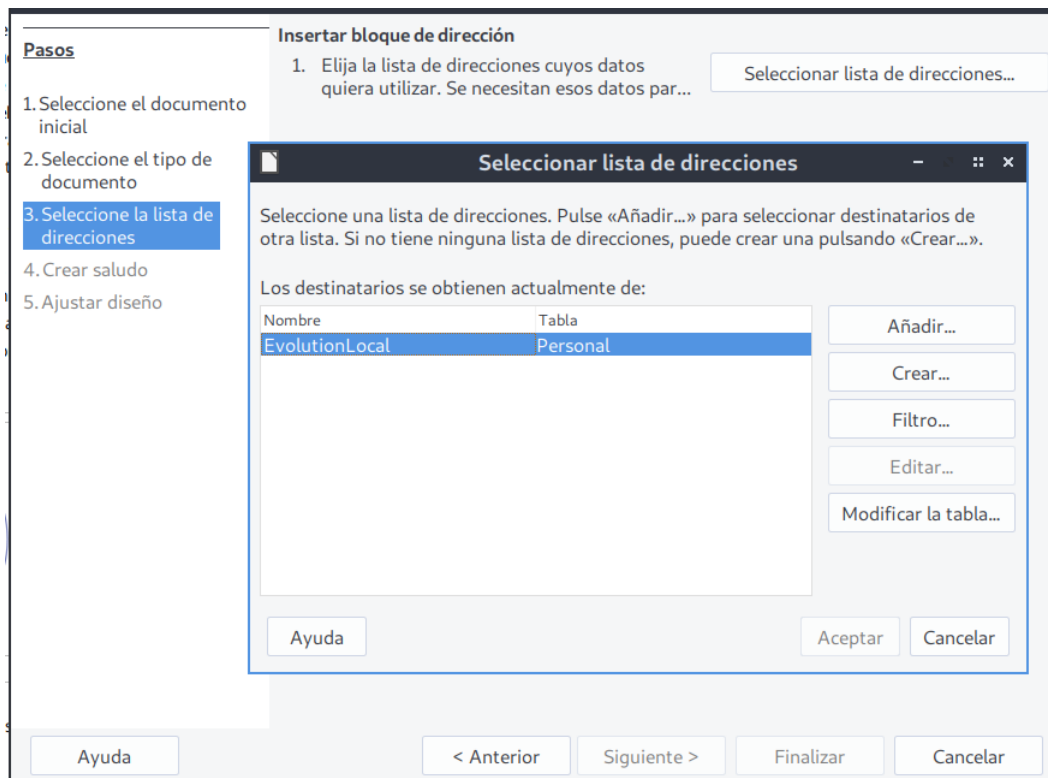 Pasos
1. Seleccione el documento
inicial
2. Seleccione el tipo de
documento
3. Seleccione la lista de
direcciones
4. Crear saludo
5. Ajustar diseño
Insertar bloque de dirección
1. Elija la lista de direcciones cuyos datos
quiera utilizar. Se necesitan esos datos par...
Seleccionar lista de direcciones...
Seleccionar lista de direcciones
Seleccione una lista de direcciones. Pulse «Añadir...» para seleccionar destinatarios de
otra lista. Si no tiene ninguna lista de direcciones, puede crear una pulsando «Crear...».
Los destinatarios se obtienen actualmente de:
Nombre Tabla
EvolutionLocal Personal
Añadir...
Crear...
Filtro...
Editar...
Modificar la tabla...
Ayuda Aceptar Cancelar
Ayuda < Anterior Siguiente > Finalizar Cancelar